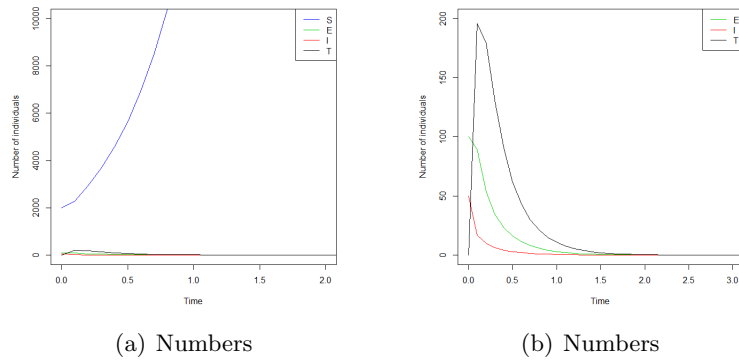 10000
8000
6000
4000
2000
0
Number of individuals
0.0 0.5 1.0 1.5 2.0
Time
S
E
I
T
(a) Numbers
200
150
100
50
0
Number of individuals
0.0 0.5 1.0 1.5 2.0 2.5 3.0
Time
E
I
T
(b) Numbers